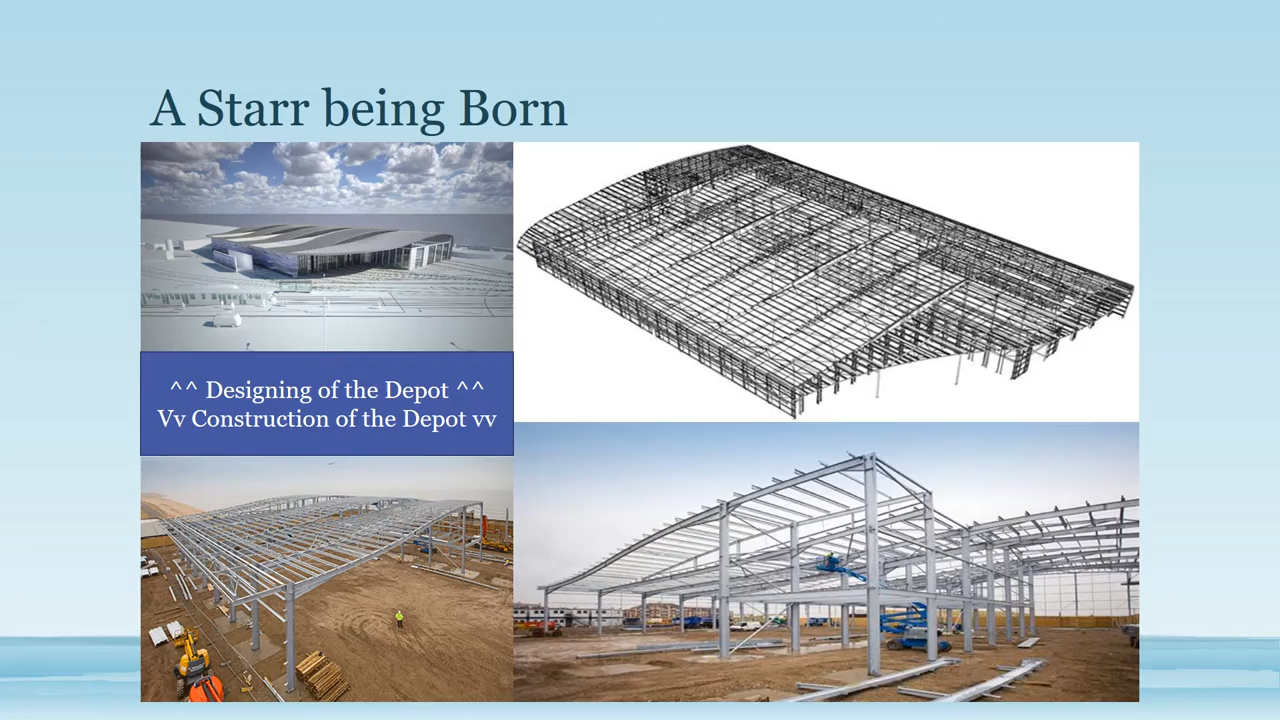 A Starr being Born
^^ Designing of the Depot ^^
Vv Construction of the Depot vv